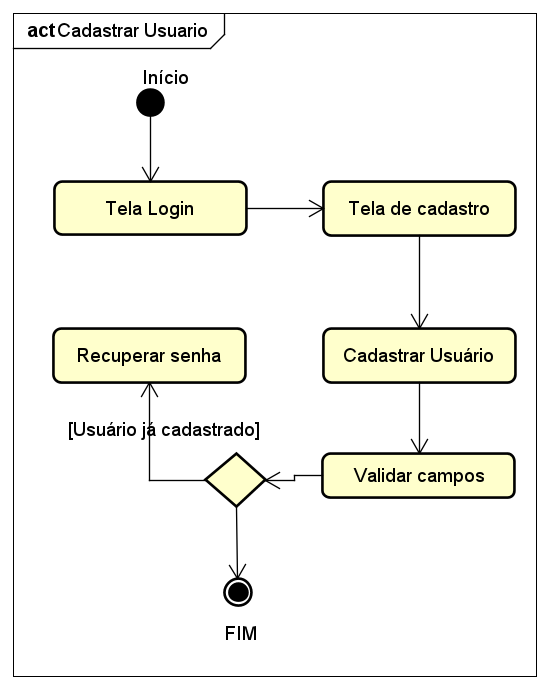 act Cadastrar Usuario
Início
Tela Login
Tela de cadastro
Recuperar senha
Cadastrar Usuário
[Usuário já cadastrado]
Validar campos
FIM